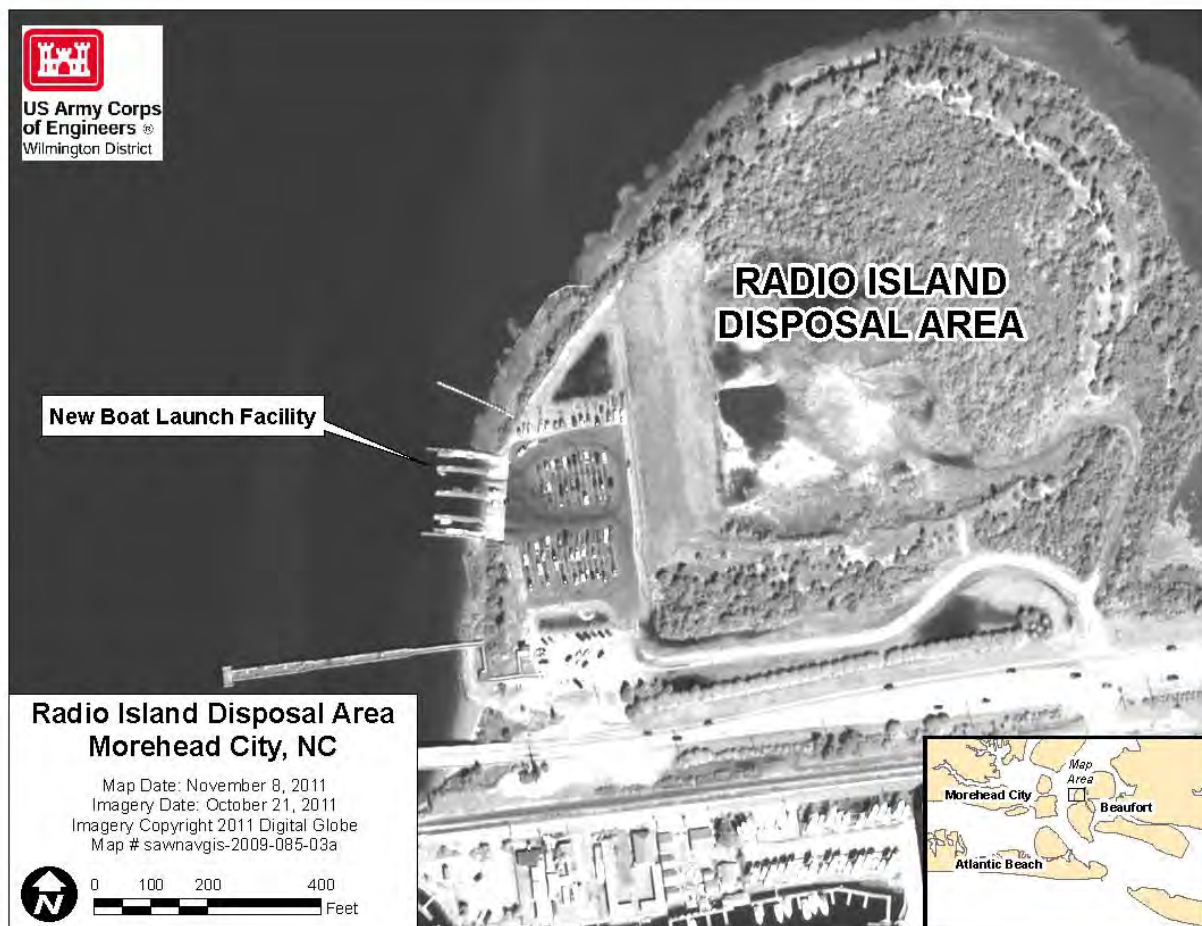 US Army Corps
of Engineers ®
Wilmington District
RADIO ISLAND
DISPOSAL AREA
New Boat Launch Facility
Radio Island Disposal Area
Morehead City, NC
Map Date: November 8, 2011
Imagery Date: October 21, 2011
Imagery Copyright 2011 Digital Globe
Map # sawnavgis-2009-085-03a
N
0 100 200 400
Feet
Map
Area
Morehead City
Beaufort
Atlantic Beach